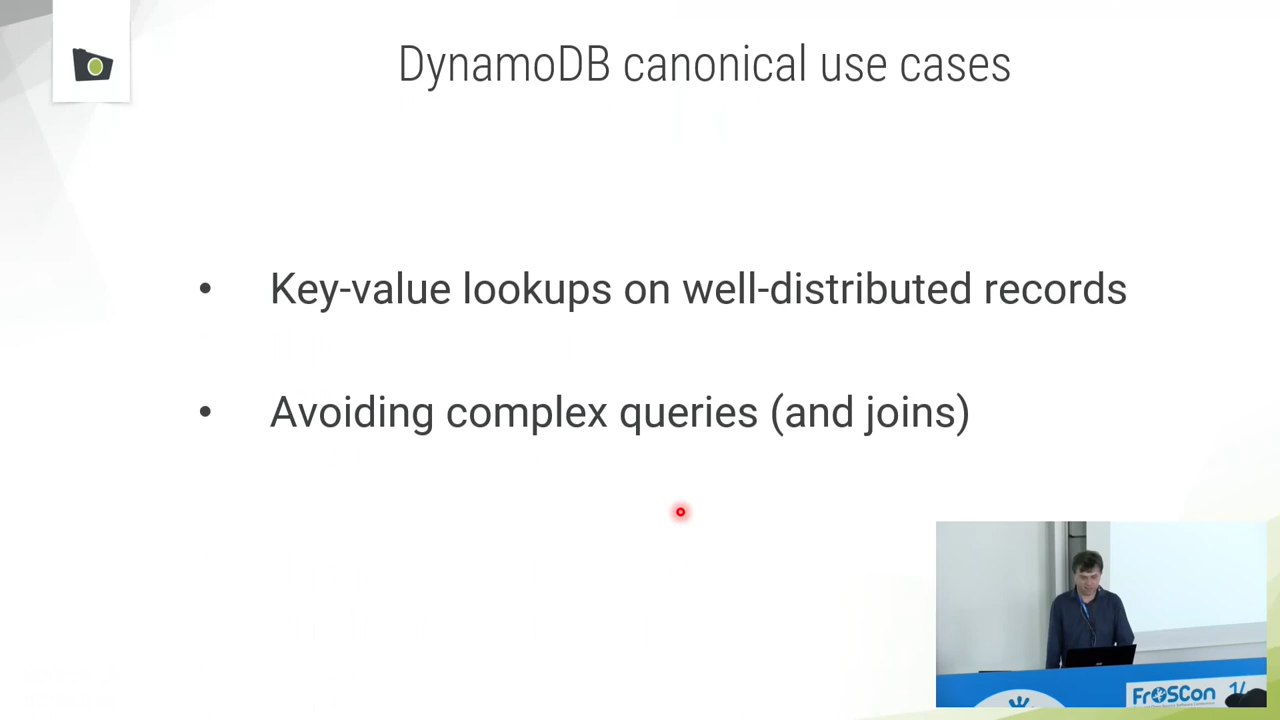 DynamoDB canonical use cases
• Key-value lookups on well-distributed records
• Avoiding complex queries (and joins)
FrOSCon